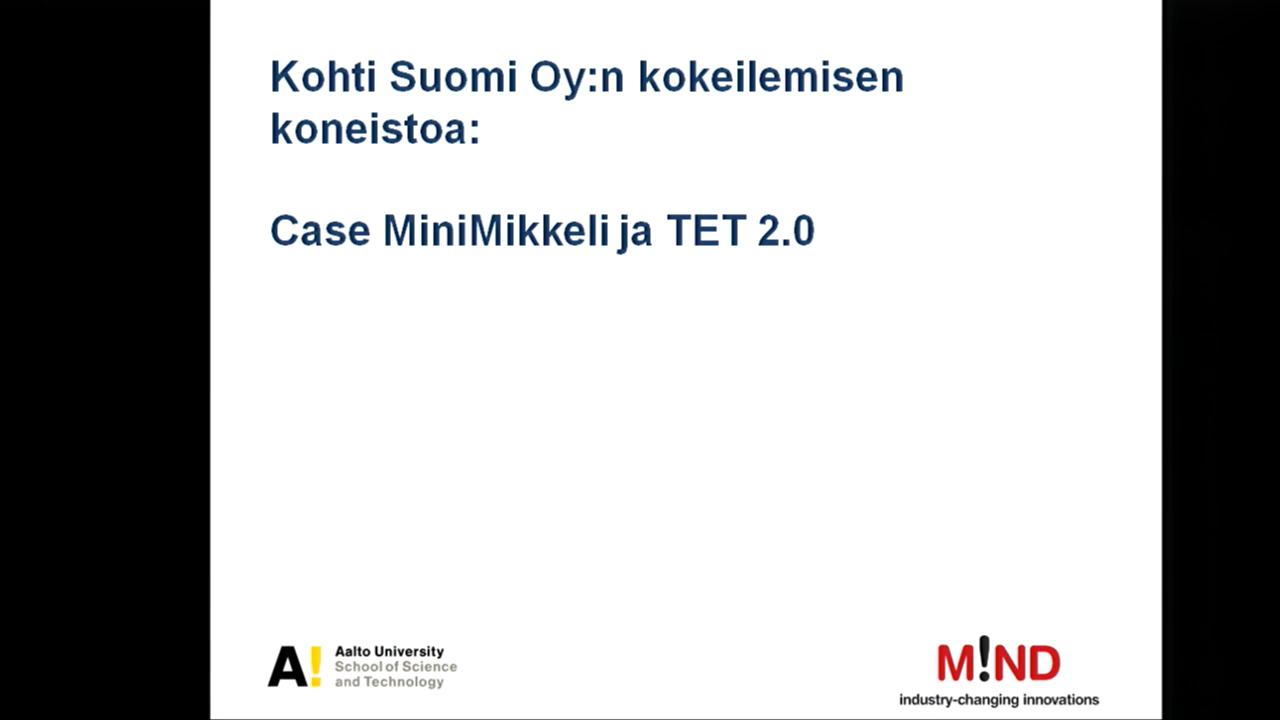 Kohti Suomi Oy:n kokeilemisen
koneistoa:
Case MiniMikkeli ja TET 2.0
A! Aalto University
School of Science
and Technology
M!ND
industry-changing innovations